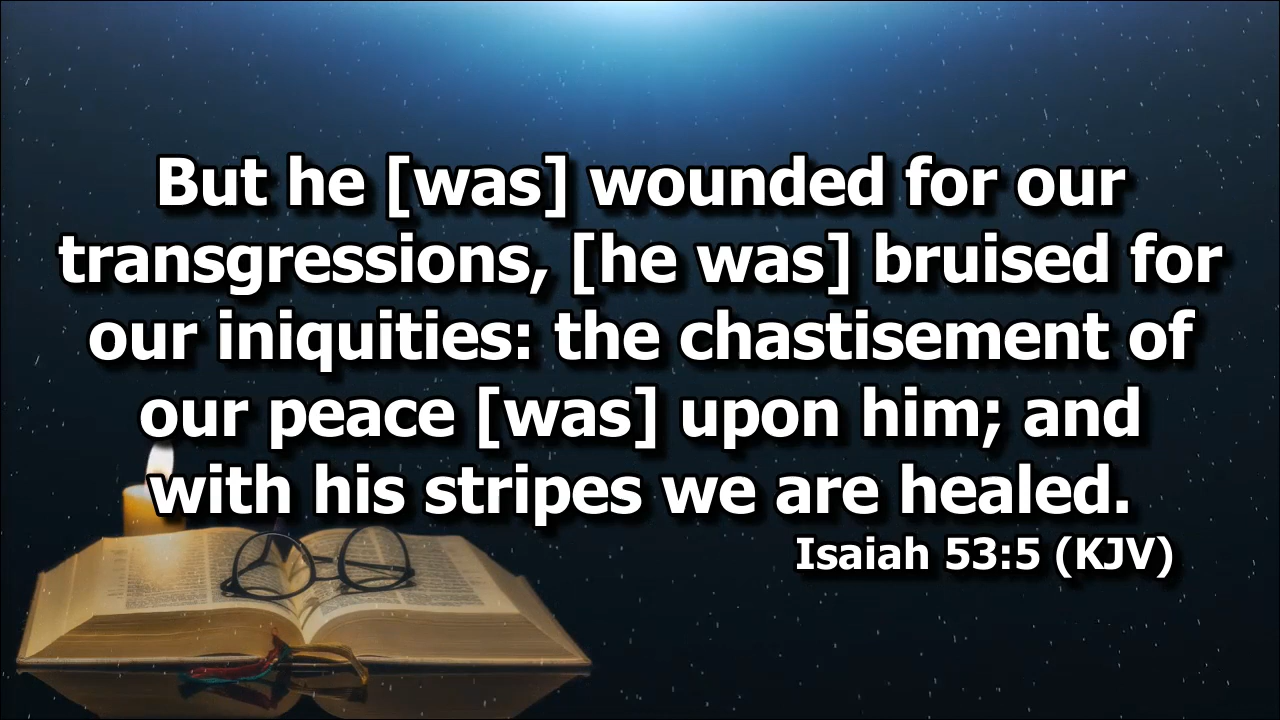 But he [was] wounded for our
transgressions, [he was] bruised for
our iniquities: the chastisement of
our peace [was] upon him; and
with his stripes we are healed.
Isaiah 53:5 (KJV)